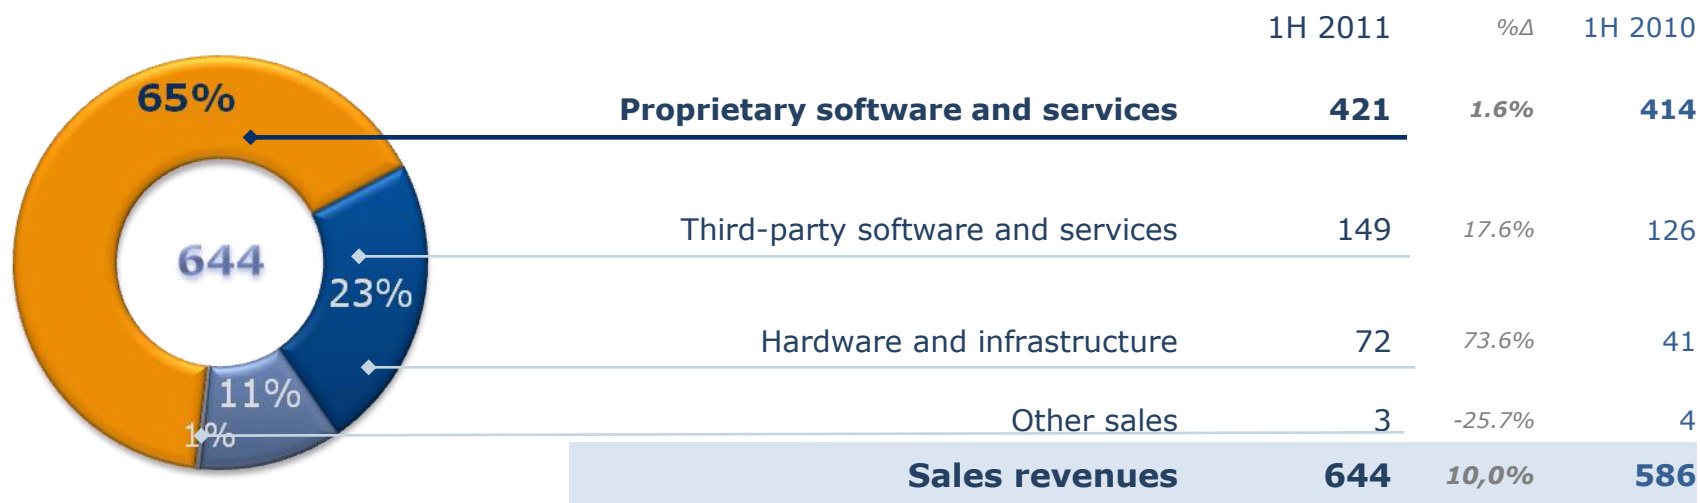 1H 2011 %Δ 1H 2010
65%
Proprietary software and services 421 1.6% 414
Third-party software and services 149 17.6% 126
644
23%
Hardware and infrastructure 72 73.6% 41
11%
Other sales 3 -25.7% 4
1%
Sales revenues 644 10,0% 586